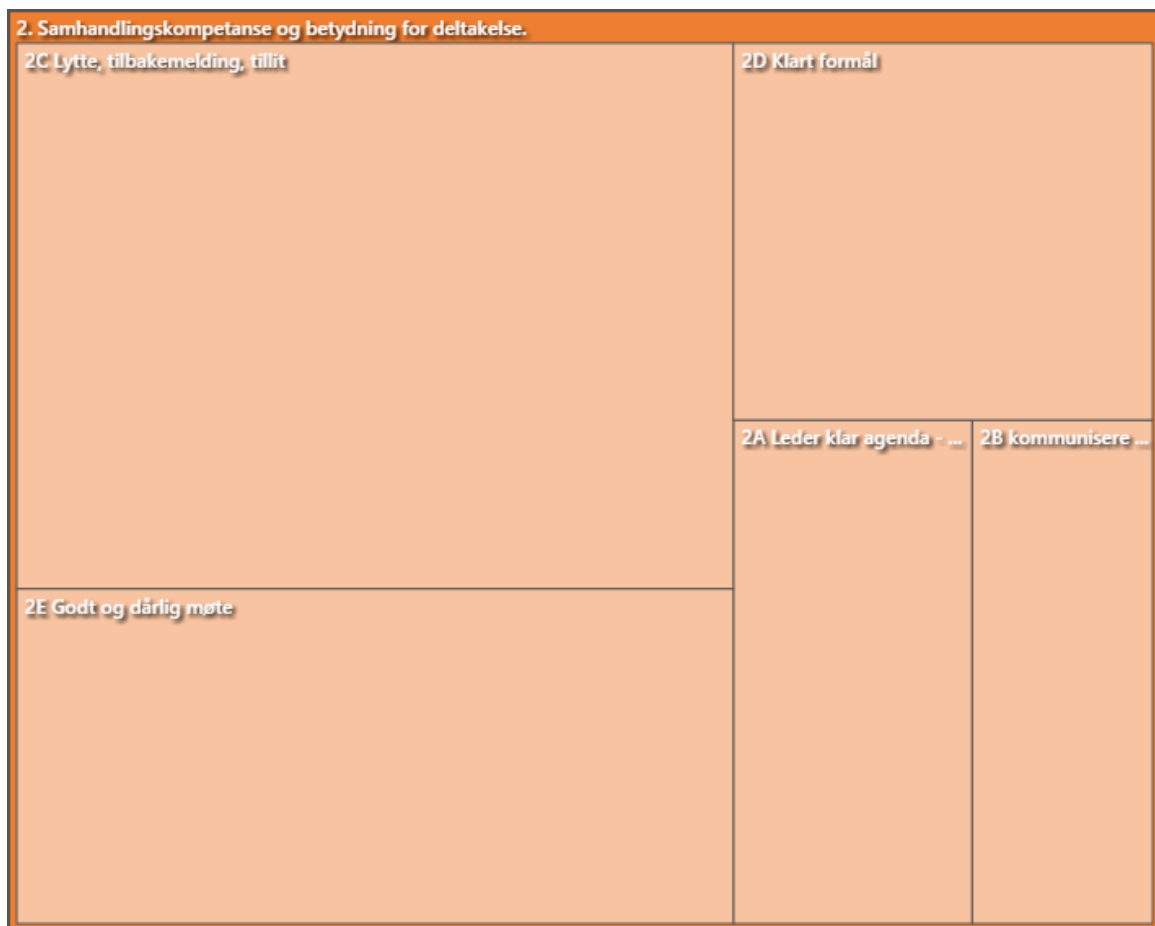 2. Samhandlingskompetanse og betydning for deltakelse.
2C Lytte, tilbakemelding, tillit
2D Klart formål
2A Leder klar agenda - ...
2B kommunisere ...
2E Godt og dårlig møte